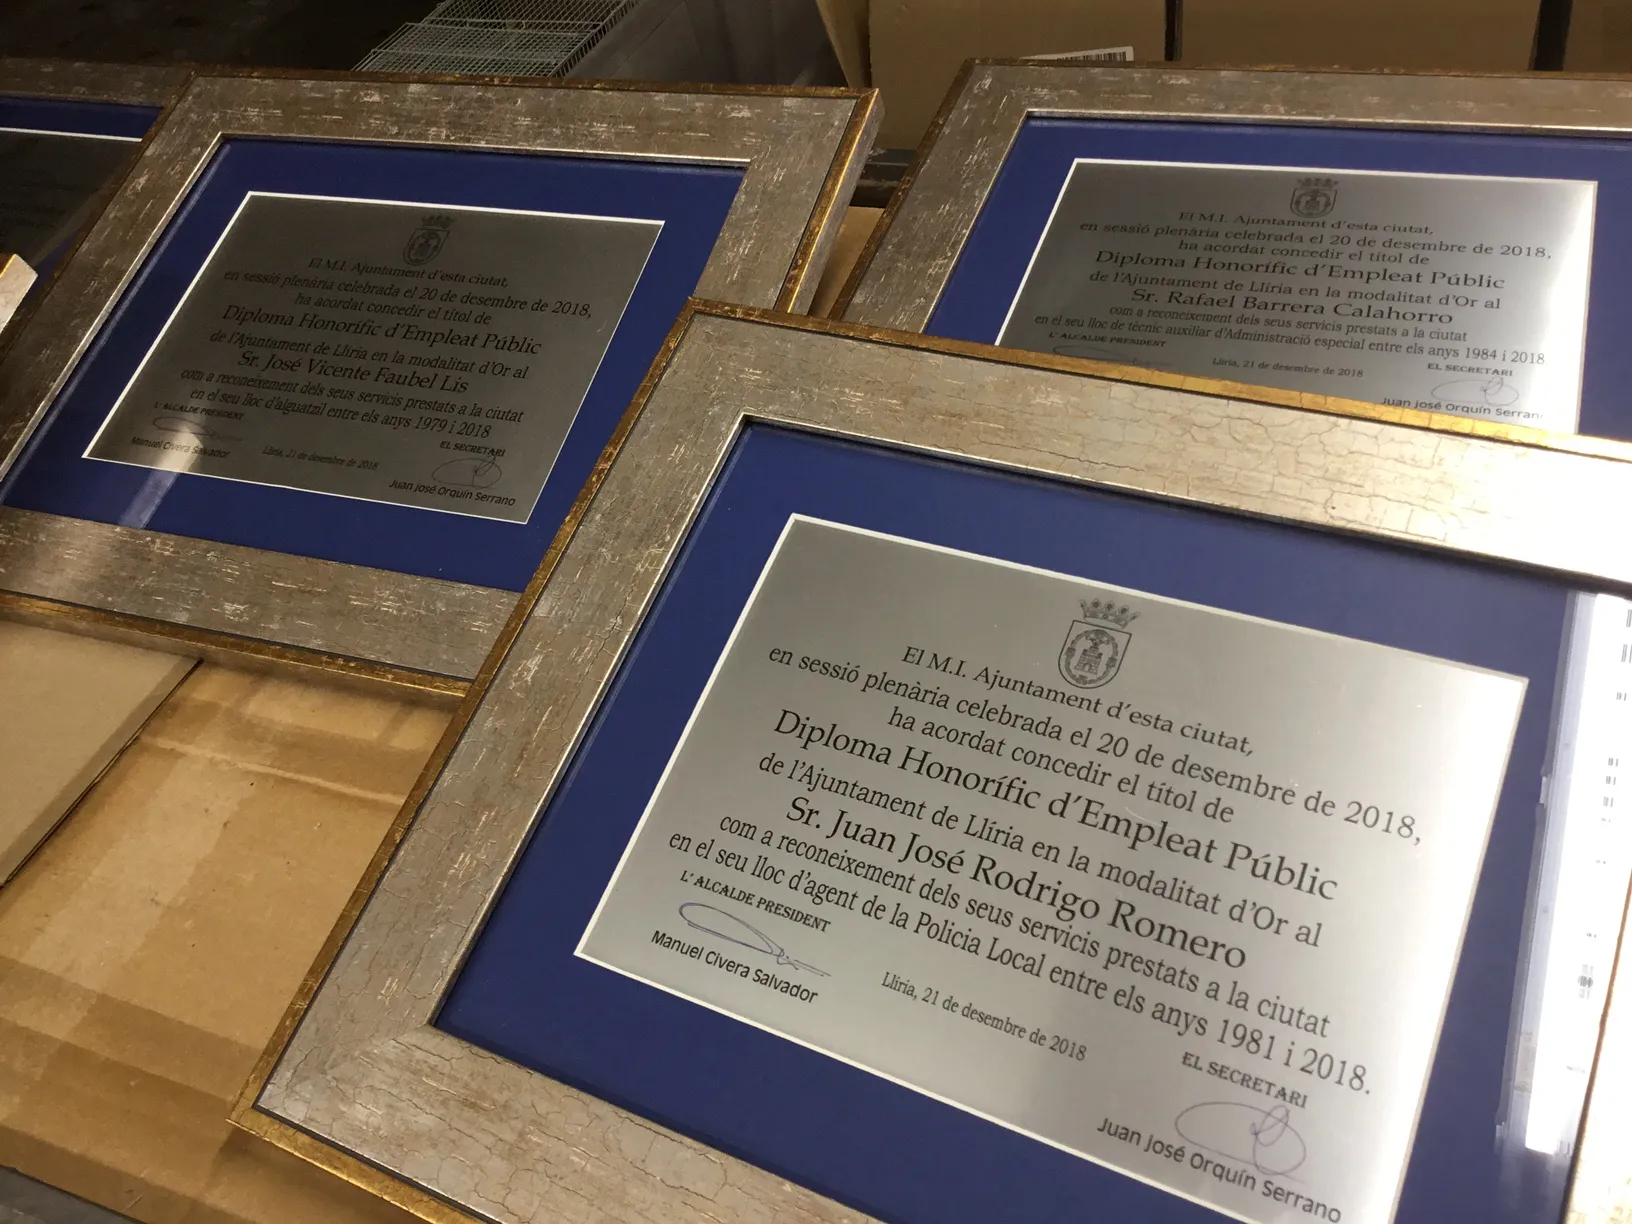 El M.I. Ajuntament d'esta ciutat,
en sessió plenària celebrada el 20 de desembre de 2018,
ha acordat concedir el títol de
Diploma Honorífic d'Empleat Públic
de l'Ajuntament de Llíria en la modalitat d'Or al
Sr. José Vicente Faubel Lis
com a reconeixement dels seus servicis prestats a la ciutat
en el seu lloc d'aiguatzil entre els anys 1979 i 2018
L' ALCALDE PRESIDENT
Manuel Civera Salvador
Llíria, 21 de desembre de 2018
EL SECRETARI
Juan josé Orquín Serrano
El M.I. Ajuntament d'esta ciutat,
en sessió plenària celebrada el 20 de desembre de 2018,
ha acordat concedir el títol de
Diploma Honorífic d'Empleat Públic
de l'Ajuntament de Llíria en la modalitat d'Or al
Sr. Rafael Barrera Calahorro
com a reconeixement dels seus servicis prestats a la ciutat
en el seu lloc de tècnic auxiliar d'Administració especial entre els anys 1984 i 2018
L' ALCALDE PRESIDENT
Llíria, 21 de desembre de 2018
EL SECRETARI
Juan josé Orquín Serrano
El M.I. Ajuntament d'esta ciutat,
en sessió plenària celebrada el 20 de desembre de 2018,
ha acordat concedir el títol de
Diploma Honorífic d'Empleat Públic
de l'Ajuntament de Llíria en la modalitat d'Or al
Sr. Juan José Rodrigo Romero
com a reconeixement dels seus servicis prestats a la ciutat
en el seu lloc d'agent de la Policia Local entre els anys 1981 i 2018.
L' ALCALDE PRESIDENT
Manuel Civera Salvador
Llíria, 21 de desembre de 2018
EL SECRETARI
Juan josé Orquín Serrano